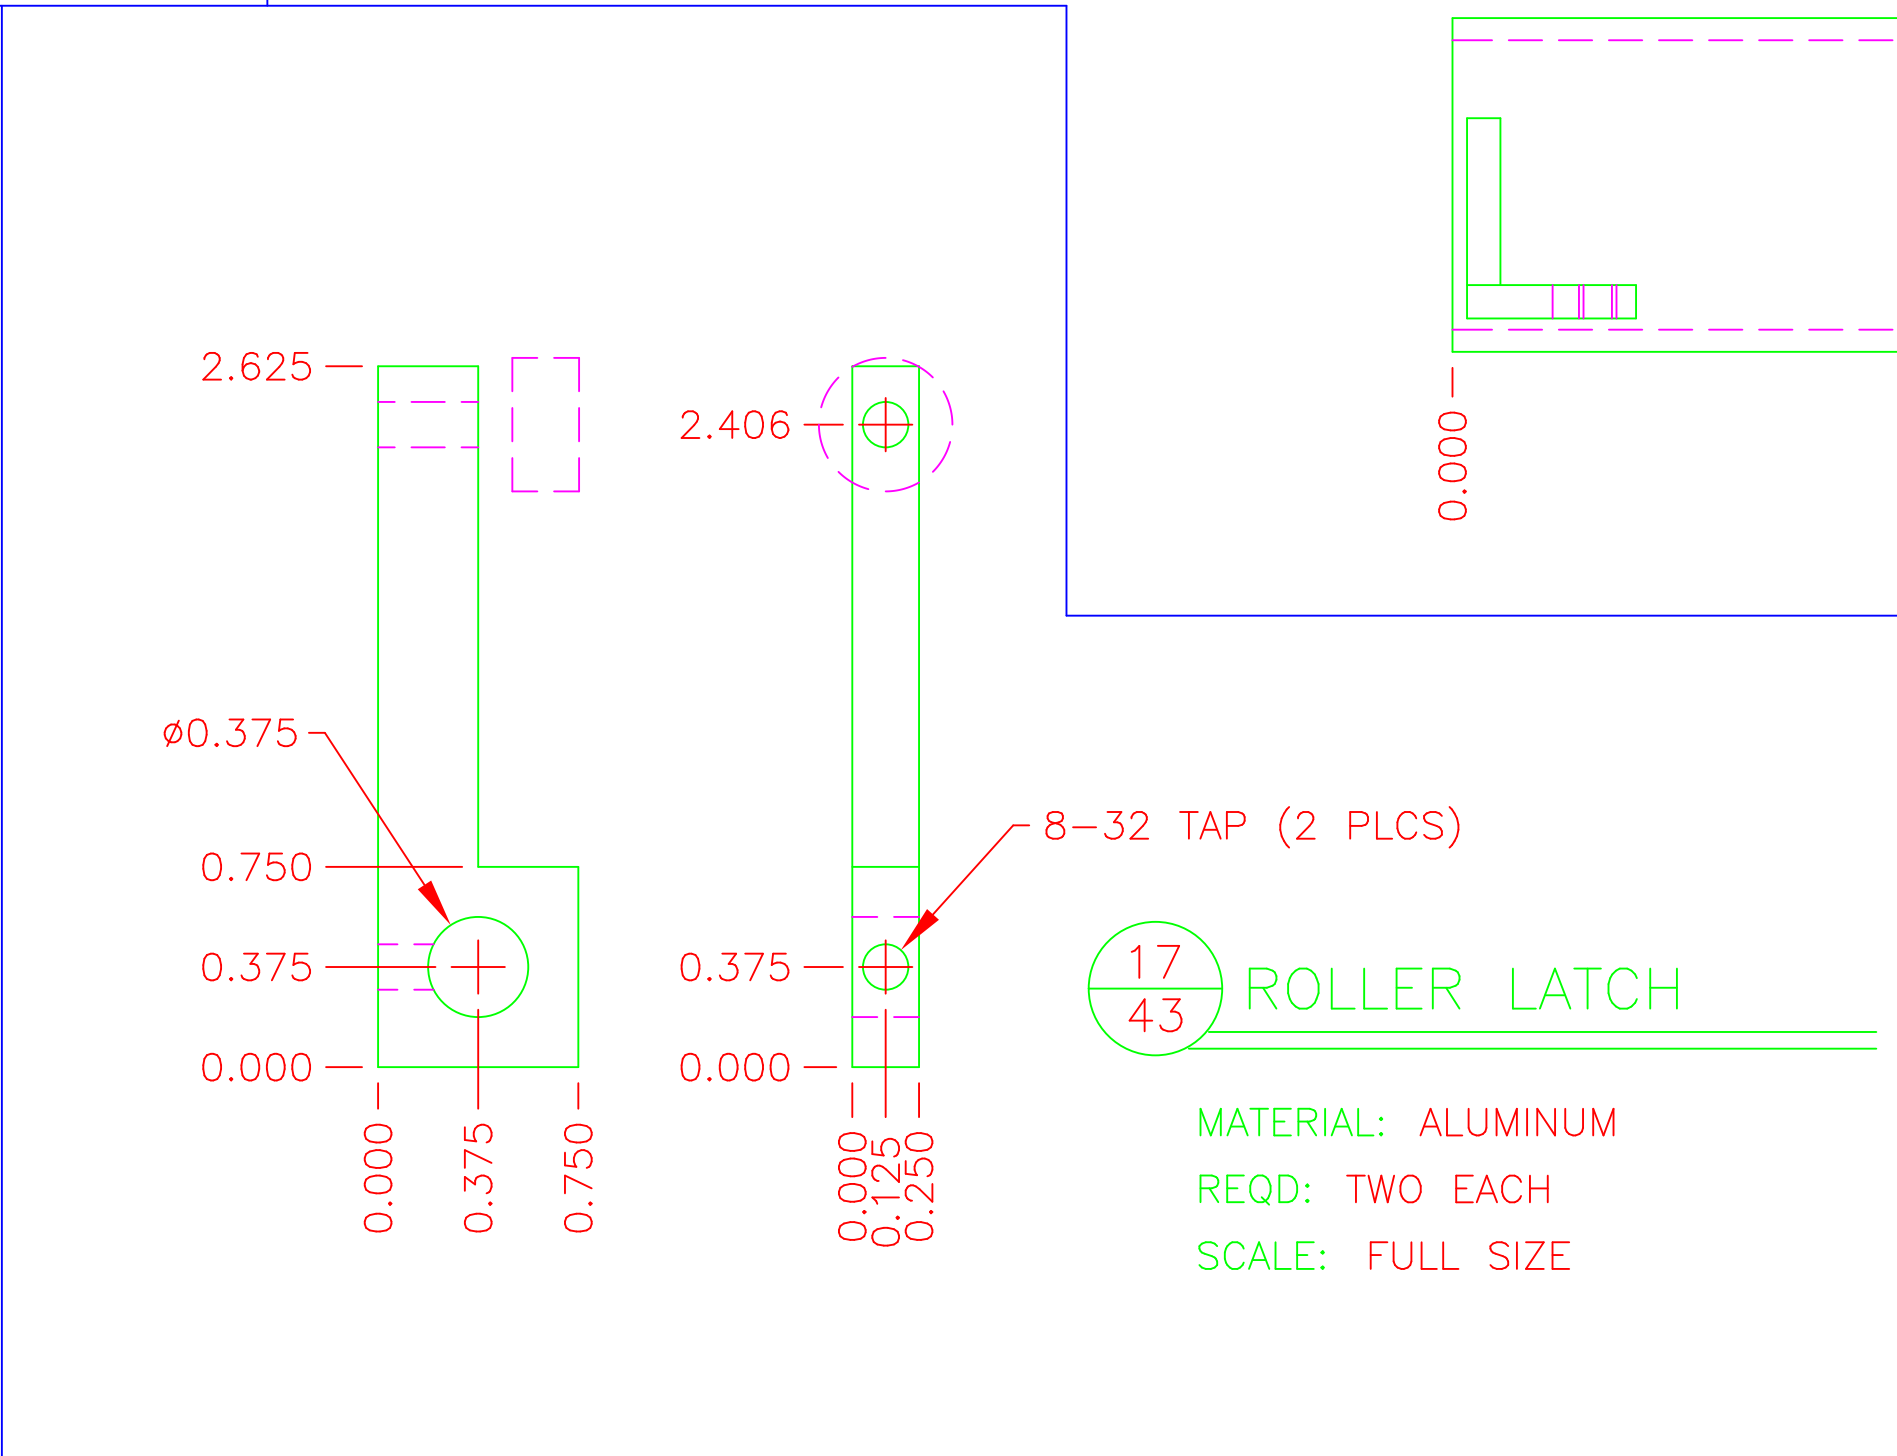 0.000
2.625
2.406
ø0.375
8-32 TAP (2 PLCS)
0.750
0.375
0.375
0.000
0.000
0.000
0.375
0.750
0.000
0.125
0.250
17
43
ROLLER LATCH
MATERIAL: ALUMINUM
REQD: TWO EACH
SCALE: FULL SIZE